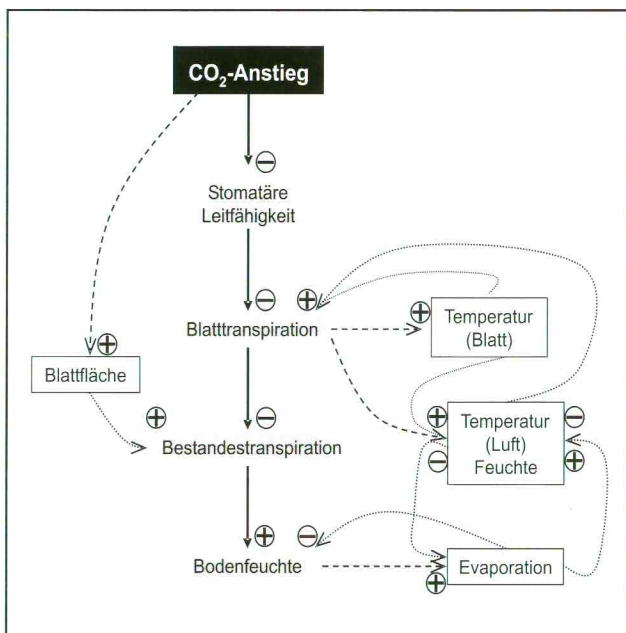 CO₂-Anstieg
⊖
Stomatäre
Leitfähigkeit
⊖ ⊕
Blatttranspiration
⊕
Temperatur
(Blatt)
⊕
Blattfläche
⊕ ⊖
Bestandestranspiration
⊕ ⊖
Temperatur
(Luft)
Feuchte
⊖ ⊕
⊕ ⊖
Bodenfeuchte
⊕
Evaporation